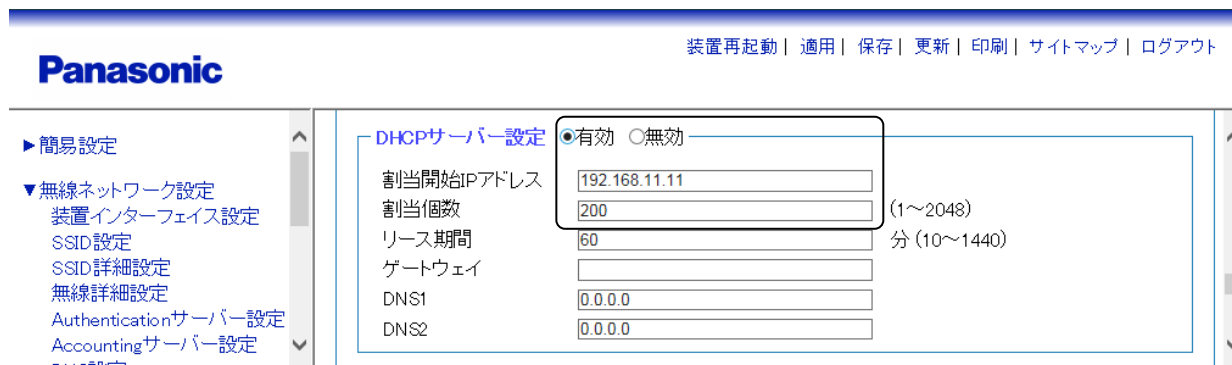 装置再起動| 適用| 保存| 更新| 印刷| サイトマップ| ログアウト
Panasonic
▶簡易設定
▼無線ネットワーク設定
装置インターフェイス設定
SSID設定
SSID詳細設定
無線詳細設定
Authenticationサーバー設定
Accountingサーバー設定
DHCPサーバー設定 有効 無効
割当開始IPアドレス 192.168.11.11
割当個数 200 (1～2048)
リース期間 60 分(10～1440)
ゲートウェイ
DNS1 0.0.0.0
DNS2 0.0.0.0